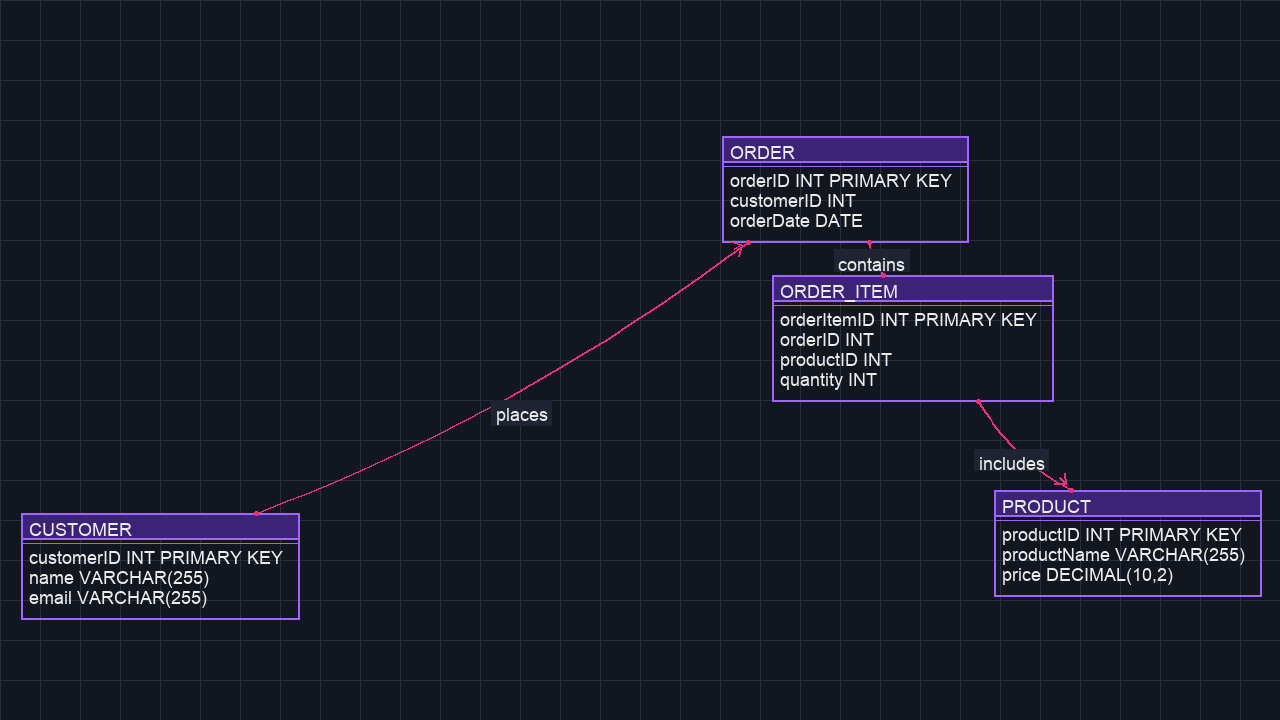 ORDER
orderID INT PRIMARY KEY
customerID INT
orderDate DATE
contains
ORDER_ITEM
orderItemID INT PRIMARY KEY
orderID INT
productID INT
quantity INT
places
includes
PRODUCT
productID INT PRIMARY KEY
productName VARCHAR(255)
price DECIMAL(10,2)
CUSTOMER
customerID INT PRIMARY KEY
name VARCHAR(255)
email VARCHAR(255)